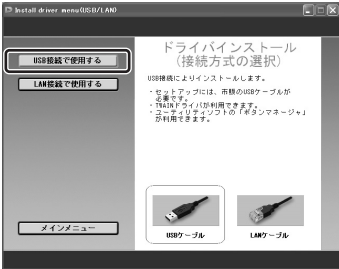 Install driver menu(USB/LAN)
USB接続で使用する
LAN接続で使用する
メインメニュー
ドライバインストール
(接続方式の選択)
USB接続によりインストールします。
・セットアップには、市販のUSBケーブルが
必要です。
・TWAINドライバが利用できます。
・ユーティリティソフトの「ボタンマネージャ」
が利用できます。
USBケーブル
LANケーブル